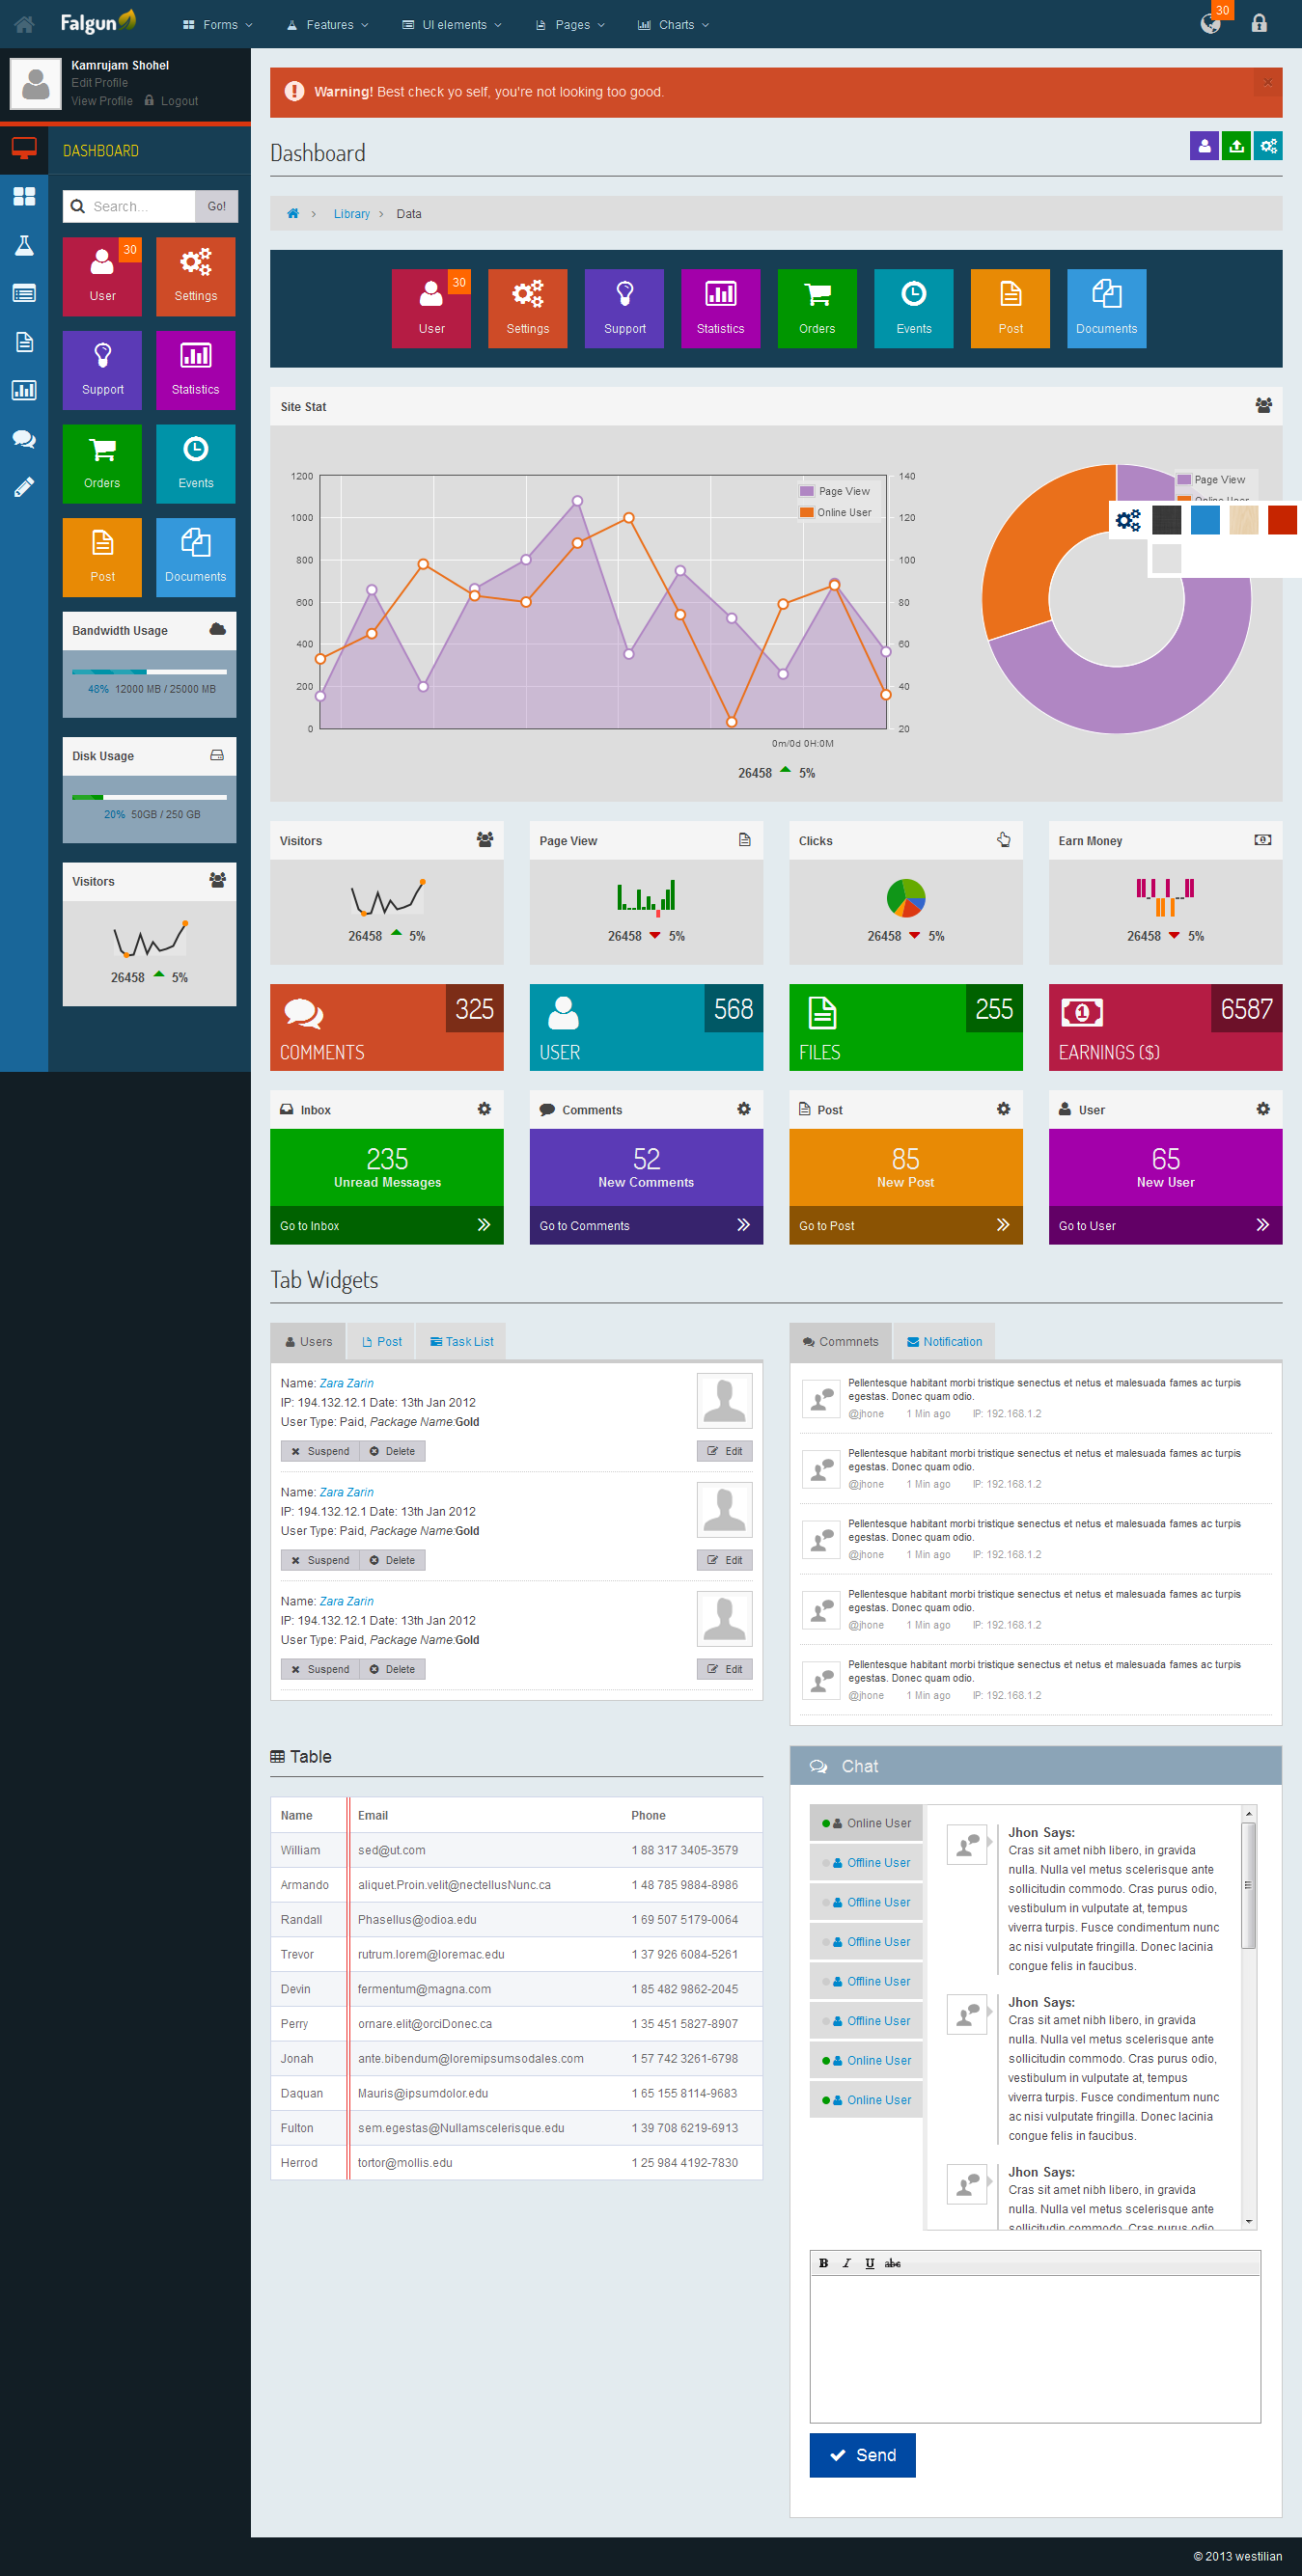 Falgun
Forms
Features
UI elements
Pages
Charts
30
Kamrujam Shohel
Edit Profile
View Profile Logout
DASHBOARD
Search... Go!
30
User
Settings
Support
Statistics
Orders
Events
Post
Documents
Bandwidth Usage
48% 12000 MB / 25000 MB
Disk Usage
20% 50GB / 250 GB
Visitors
26458 5%
Warning! Best check yo self, you're not looking too good.
×
Dashboard
Library
Data
30
User
Settings
Support
Statistics
Orders
Events
Post
Documents
Site Stat
1200
1000
800
600
400
200
0
140
120
100
80
60
40
20
Page View
Online User
0m/0d 0H:0M
26458 5%
Page View
Online User
Visitors
26458 5%
Page View
26458 5%
Clicks
26458 5%
Earn Money
26458 5%
325
COMMENTS
568
USER
255
FILES
6587
EARNINGS ($)
Inbox
235
Unread Messages
Go to Inbox
Comments
52
New Comments
Go to Comments
Post
85
New Post
Go to Post
User
65
New User
Go to User
Tab Widgets
Users Post Task List
Name: Zara Zarin
IP: 194.132.12.1 Date: 13th Jan 2012
User Type: Paid, Package Name:Gold
Suspend Delete Edit
Name: Zara Zarin
IP: 194.132.12.1 Date: 13th Jan 2012
User Type: Paid, Package Name:Gold
Suspend Delete Edit
Name: Zara Zarin
IP: 194.132.12.1 Date: 13th Jan 2012
User Type: Paid, Package Name:Gold
Suspend Delete Edit
Commnets Notification
Pellentesque habitant morbi tristique senectus et netus et malesuada fames ac turpis
egestas. Donec quam odio.
@jhone 1 Min ago IP: 192.168.1.2
Pellentesque habitant morbi tristique senectus et netus et malesuada fames ac turpis
egestas. Donec quam odio.
@jhone 1 Min ago IP: 192.168.1.2
Pellentesque habitant morbi tristique senectus et netus et malesuada fames ac turpis
egestas. Donec quam odio.
@jhone 1 Min ago IP: 192.168.1.2
Pellentesque habitant morbi tristique senectus et netus et malesuada fames ac turpis
egestas. Donec quam odio.
@jhone 1 Min ago IP: 192.168.1.2
Pellentesque habitant morbi tristique senectus et netus et malesuada fames ac turpis
egestas. Donec quam odio.
@jhone 1 Min ago IP: 192.168.1.2
Table
Name Email Phone
William sed@ut.com 1 88 317 3405-3579
Armando aliquet.Proin.velit@nectellusNunc.ca 1 48 785 9884-8986
Randall Phasellus@odioa.edu 1 69 507 5179-0064
Trevor rutrum.lorem@loremac.edu 1 37 926 6084-5261
Devin fermentum@magna.com 1 85 482 9862-2045
Perry ornare.elit@orciDonec.ca 1 35 451 5827-8907
Jonah ante.bibendum@loremipsumsodales.com 1 57 742 3261-6798
Daquan Mauris@ipsumdolor.edu 1 65 155 8114-9683
Fulton sem.egestas@Nullamscelerisque.edu 1 39 708 6219-6913
Herrod tortor@mollis.edu 1 25 984 4192-7830
Chat
Online User
Offline User
Offline User
Offline User
Offline User
Offline User
Online User
Online User
Jhon Says:
Cras sit amet nibh libero, in gravida
nulla. Nulla vel metus scelerisque ante
sollicitudin commodo. Cras purus odio,
vestibulum in vulputate at, tempus
viverra turpis. Fusce condimentum nunc
ac nisi vulputate fringilla. Donec lacinia
congue felis in faucibus.
Jhon Says:
Cras sit amet nibh libero, in gravida
nulla. Nulla vel metus scelerisque ante
sollicitudin commodo. Cras purus odio,
vestibulum in vulputate at, tempus
viverra turpis. Fusce condimentum nunc
ac nisi vulputate fringilla. Donec lacinia
congue felis in faucibus.
Jhon Says:
Cras sit amet nibh libero, in gravida
nulla. Nulla vel metus scelerisque ante
sollicitudin commodo. Cras purus odio,
B I U abc
Send
© 2013 westilian